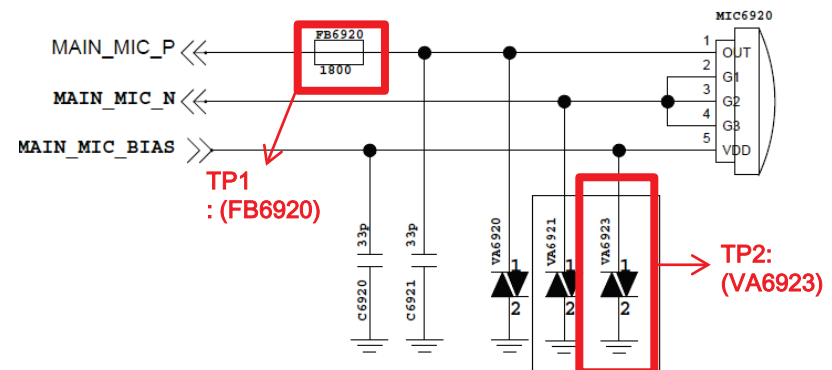 MIC6920
FB6920
MAIN_MIC_P
1800
1 OUT
2 G1
MAIN_MIC_N
3 G2
4 G3
MAIN_MIC_BIAS
5 VDD
TP1
: (FB6920)
33p
C6920
33p
C6921
VA6920
1
2
VA6921
1
2
VA6923
1
2
TP2:
(VA6923)